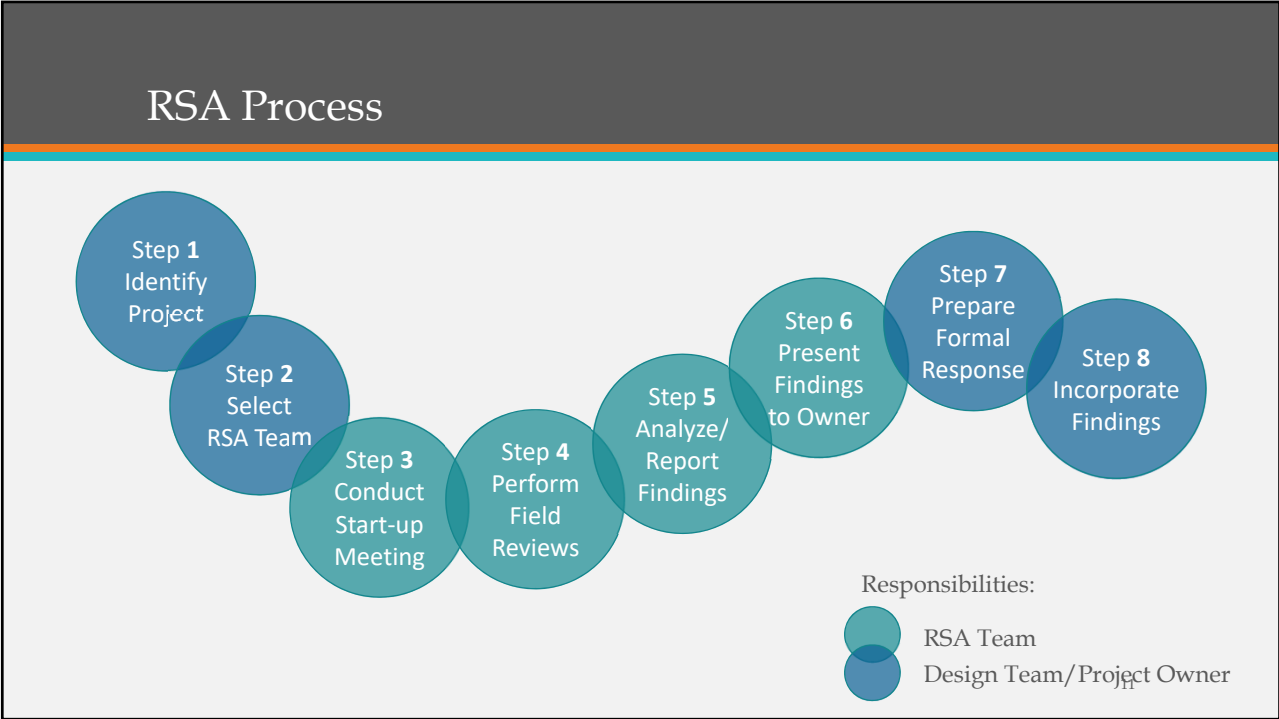 RSA Process
Step 1
Identify
Project
Step 2
Select
RSA Team
Step 3
Conduct
Start-up
Meeting
Step 4
Perform
Field
Reviews
Step 5
Analyze/
Report
Findings
Step 6
Present
Findings
to Owner
Step 7
Prepare
Formal
Response
Step 8
Incorporate
Findings
Responsibilities:
RSA Team
Design Team/Project Owner
11